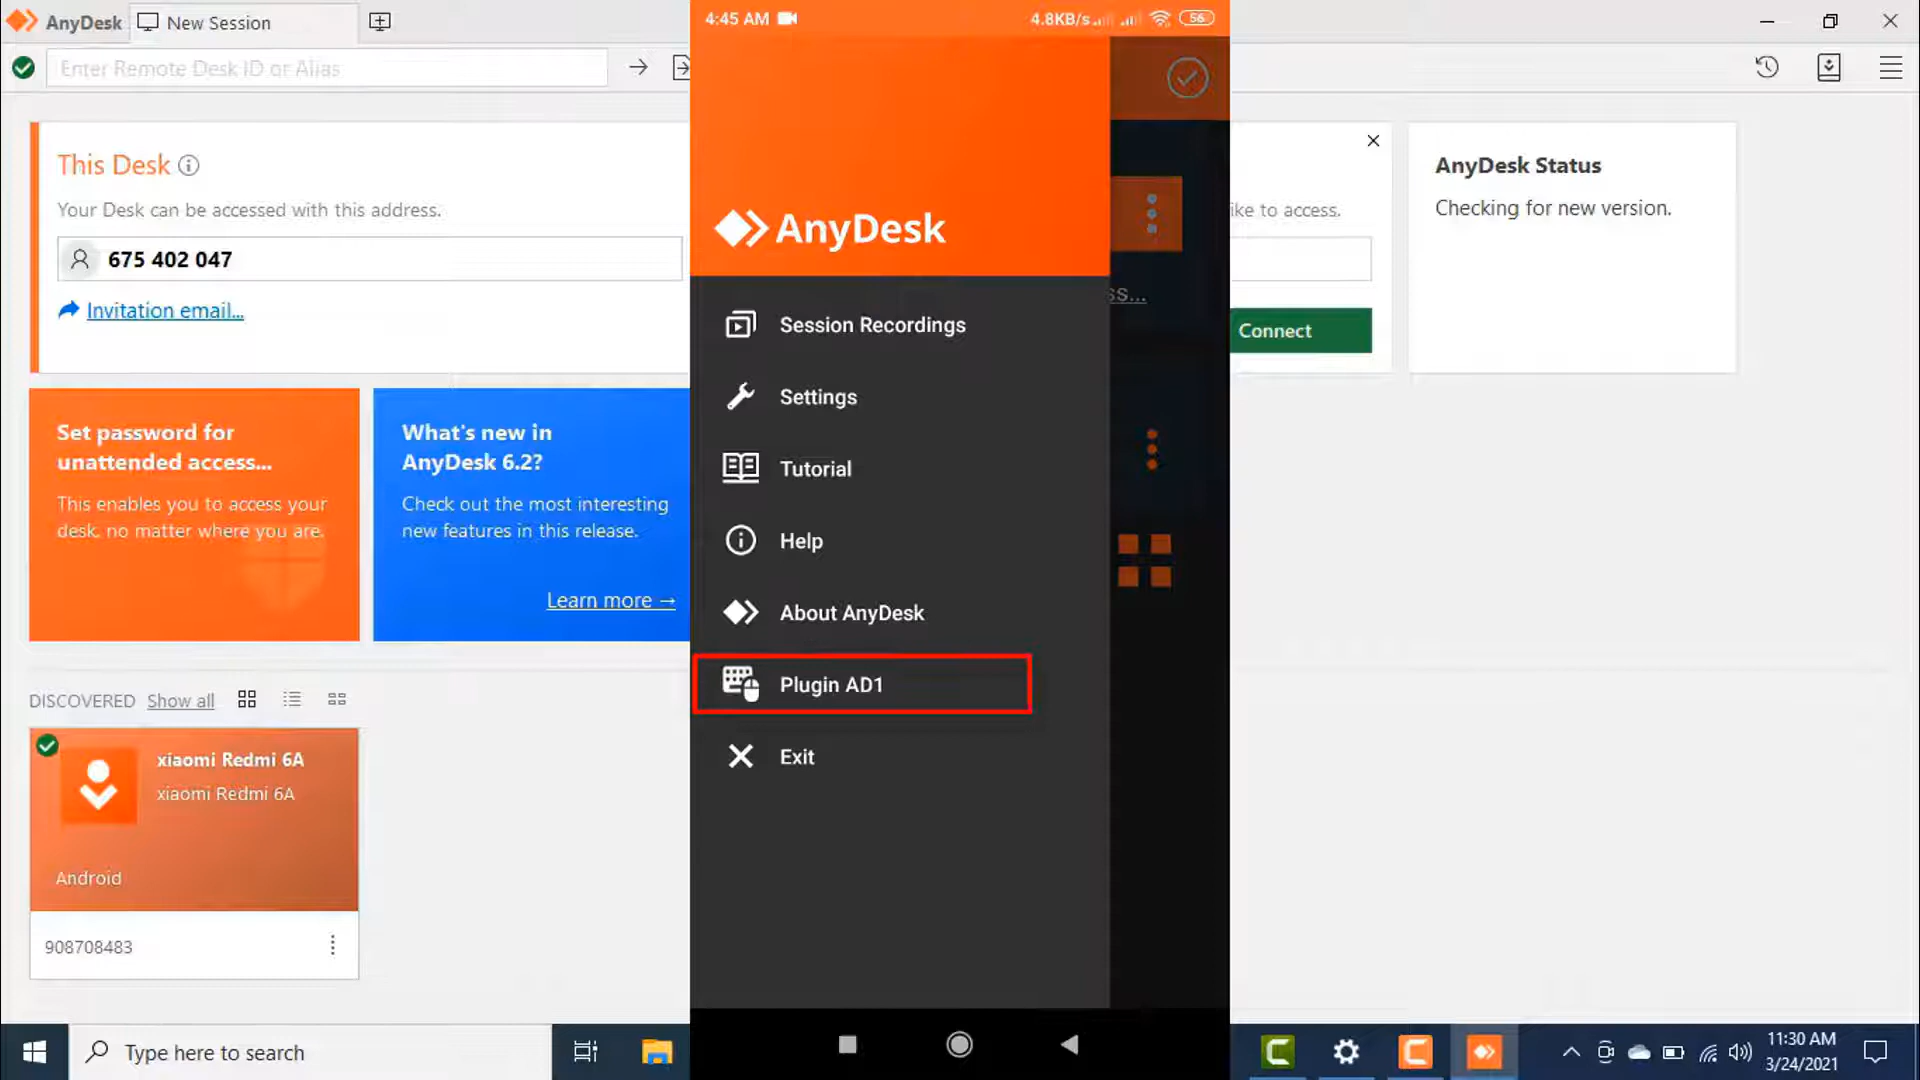 AnyDesk
New Session
Enter Remote Desk ID or Alias
This Desk
Your Desk can be accessed with this address.
675 402 047
Invitation email...
Set password for
unattended access...
This enables you to access your
desk, no matter where you are.
What's new in
AnyDesk 6.2?
Check out the most interesting
new features in this release.
Learn more →
DISCOVERED
Show all
xiaomi Redmi 6A
xiaomi Redmi 6A
Android
908708483
Type here to search
4:45 AM
4.8KB/s...
56
AnyDesk
ss...
Session Recordings
Settings
Tutorial
Help
About AnyDesk
Plugin AD1
Exit
ike to access.
Connect
AnyDesk Status
Checking for new version.
11:30 AM
3/24/2021